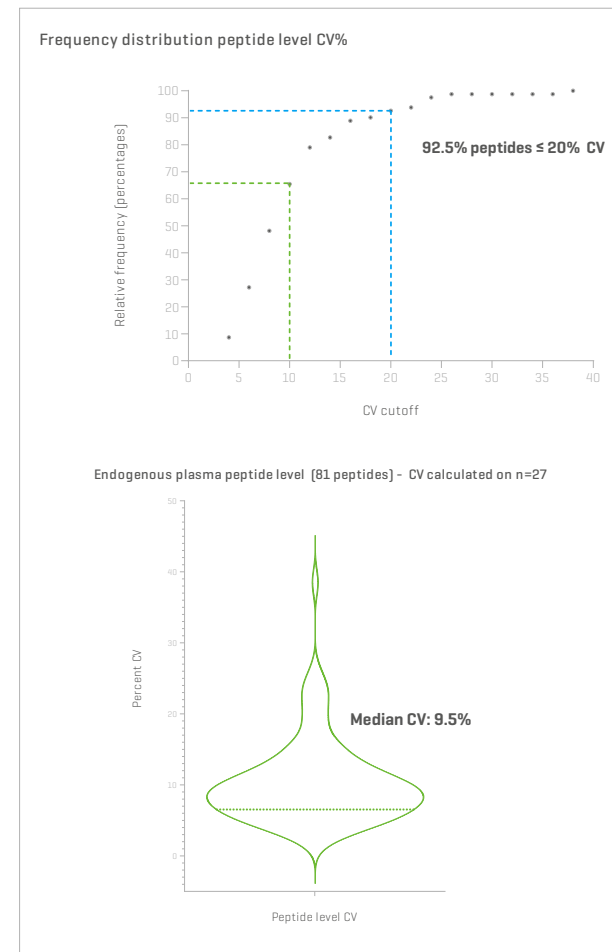 Frequency distribution peptide level CV%
100
90
80
70
60
50
40
30
20
10
0
Relative frequency (percentages)
92.5% peptides ≤ 20% CV
0 5 10 15 20 25 30 35 40
CV cutoff
Endogenous plasma peptide level (81 peptides) - CV calculated on n=27
50
40
30
20
10
0
Percent CV
Median CV: 9.5%
Peptide level CV